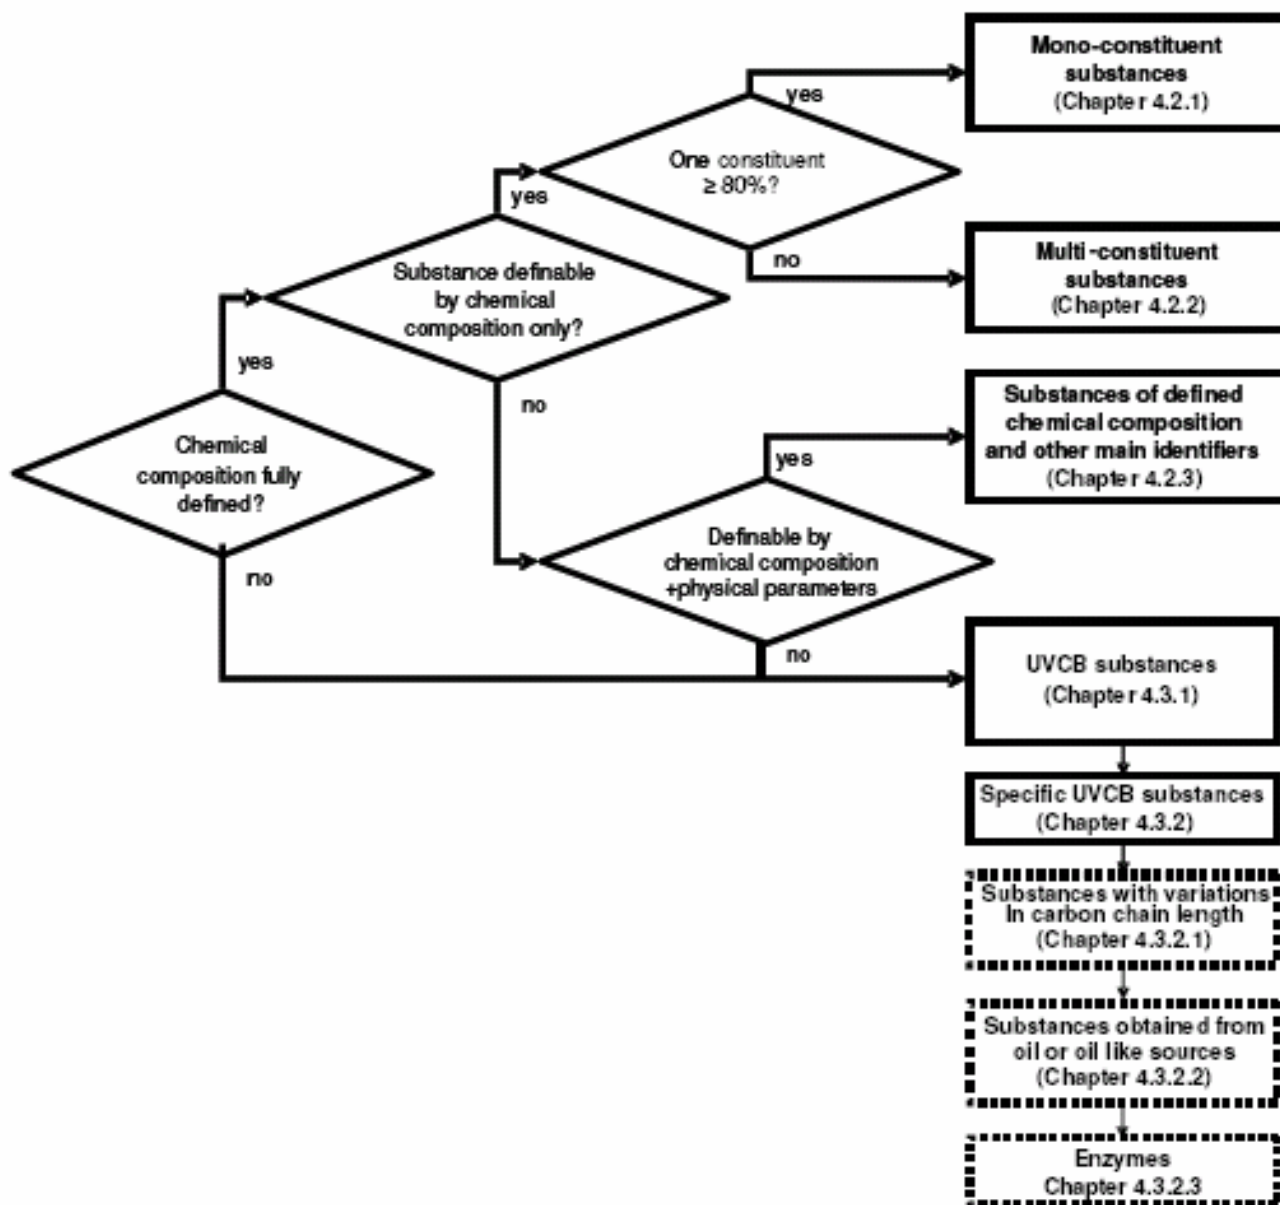 Mono-constituent
substances
(Chapter 4.2.1)
yes
One constituent
≥ 80%?
yes
no
Multi-constituent
substances
(Chapter 4.2.2)
Substance definable
by chemical
composition only?
yes
no
Substances of defined
chemical composition
and other main identifiers
(Chapter 4.2.3)
Chemical
composition fully
defined?
yes
Definable by
chemical composition
+physical parameters
no
no
UVCB substances
(Chapter 4.3.1)
Specific UVCB substances
(Chapter 4.3.2)
Substances with variations
In carbon chain length
(Chapter 4.3.2.1)
Substances obtained from
oil or oil like sources
(Chapter 4.3.2.2)
Enzymes
Chapter 4.3.2.3